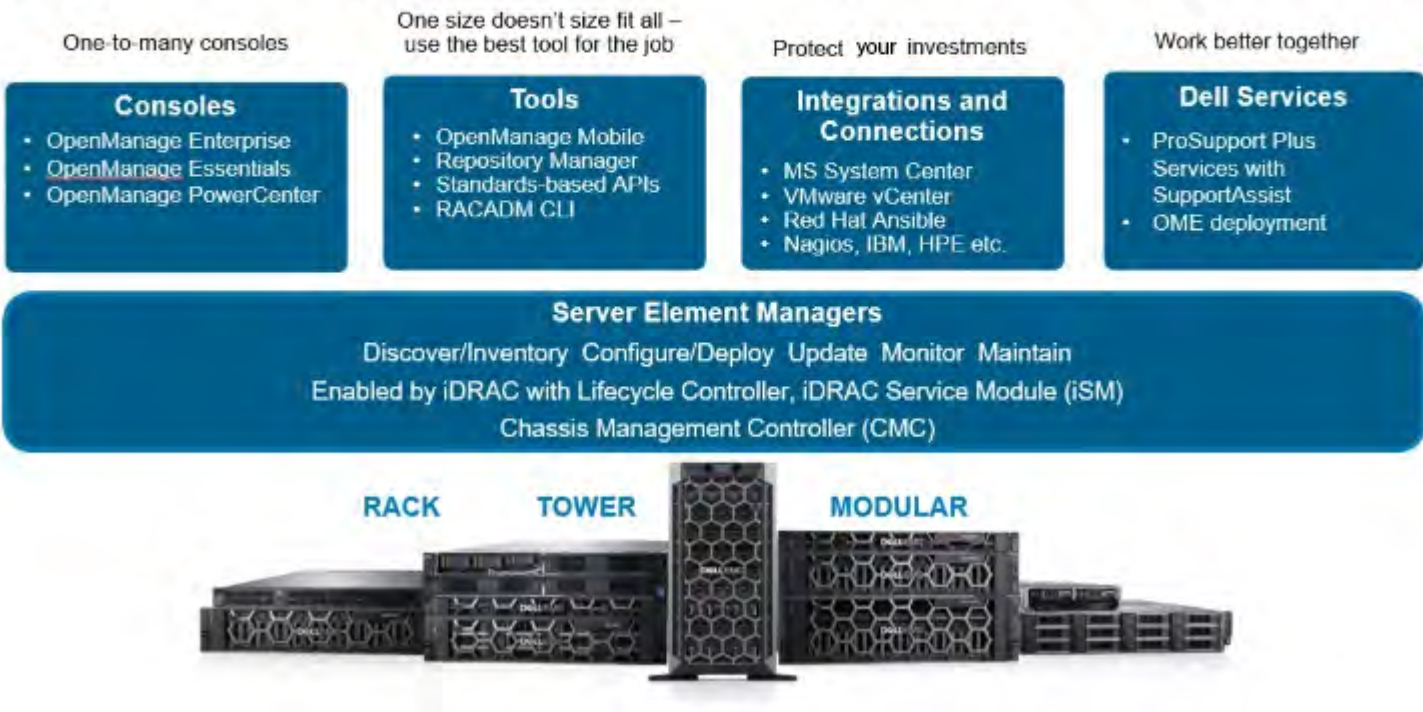 One-to-many consoles
One size doesn't size fit all –
use the best tool for the job
Protect your investments
Work better together
Consoles
• OpenManage Enterprise
• OpenManage Essentials
• OpenManage PowerCenter
Tools
• OpenManage Mobile
• Repository Manager
• Standards-based APIs
• RACADM CLI
Integrations and
Connections
• MS System Center
• VMware vCenter
• Red Hat Ansible
• Nagios, IBM, HPE etc.
Dell Services
• ProSupport Plus
Services with
SupportAssist
• OME deployment
Server Element Managers
Discover/Inventory Configure/Deploy Update Monitor Maintain
Enabled by iDRAC with Lifecycle Controller, iDRAC Service Module (iSM)
Chassis Management Controller (CMC)
RACK TOWER MODULAR